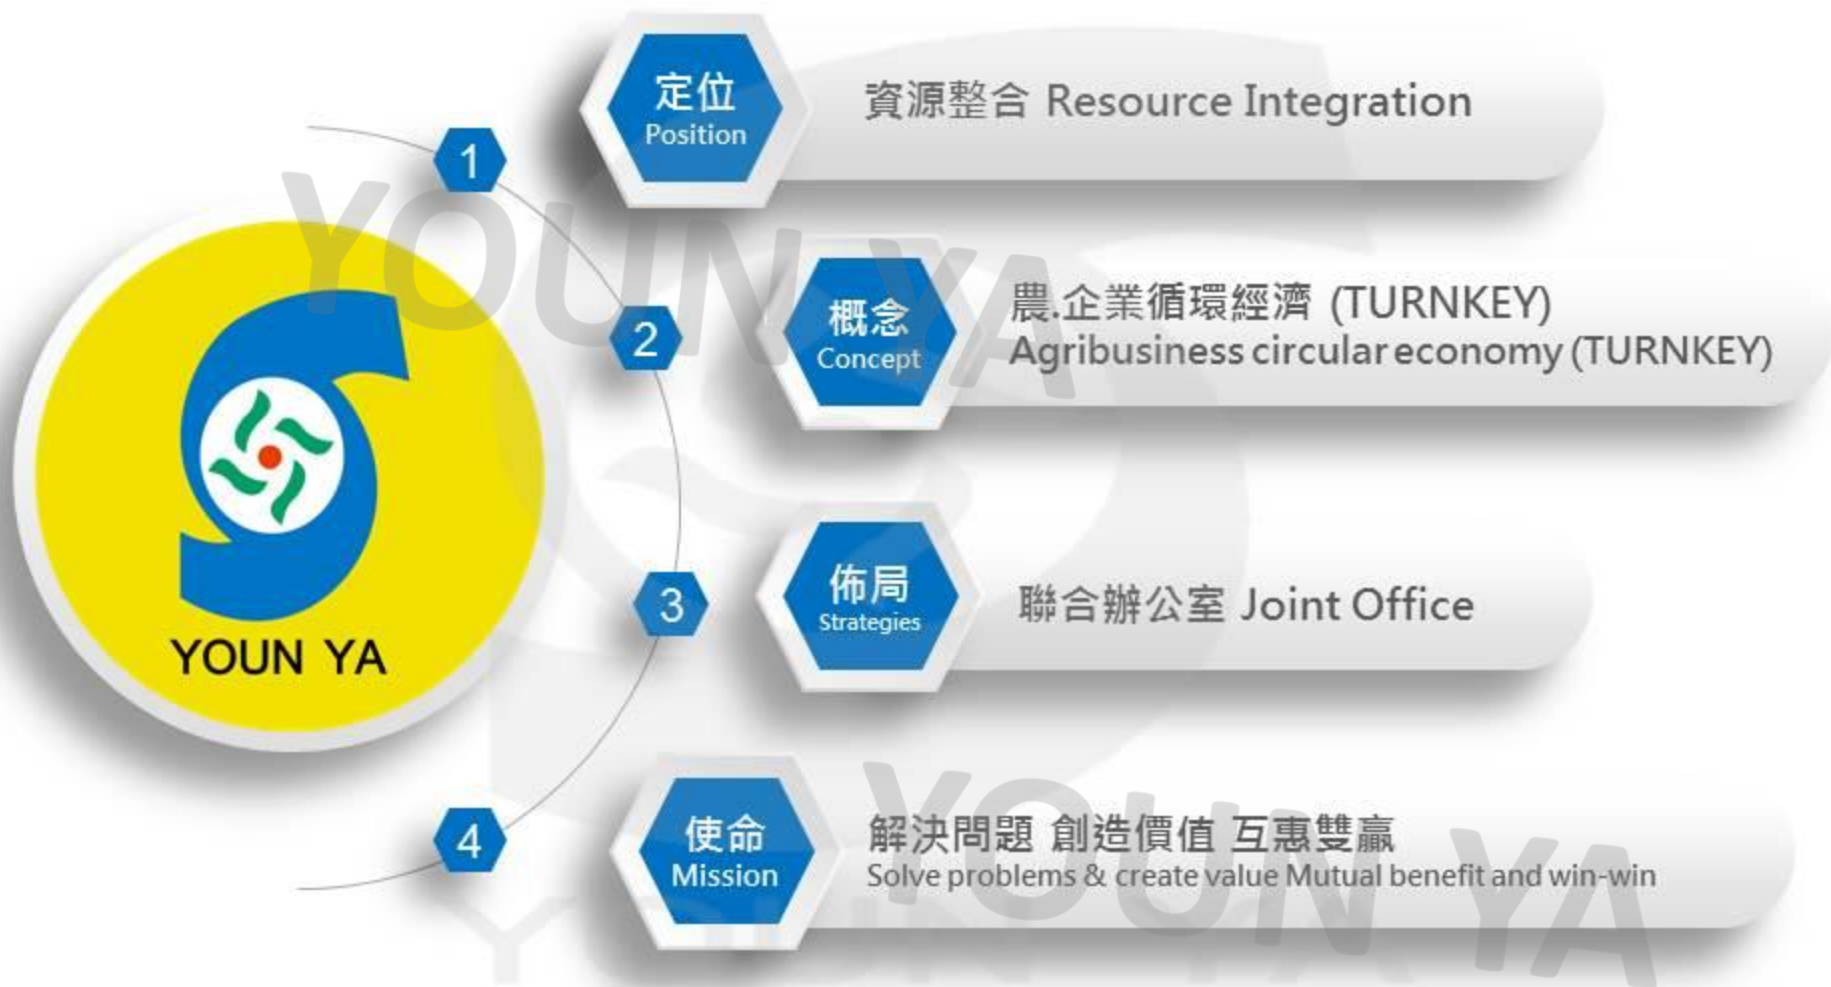 1
定位
Position
資源整合 Resource Integration
2
概念
Concept
農.企業循環經濟 (TURNKEY)
Agribusiness circular economy (TURNKEY)
3
佈局
Strategies
聯合辦公室 Joint Office
4
使命
Mission
解決問題 創造價值 互惠雙贏
Solve problems & create value Mutual benefit and win-win
YOUN YA
YOUN YA
YOUN YA
YOUN YA